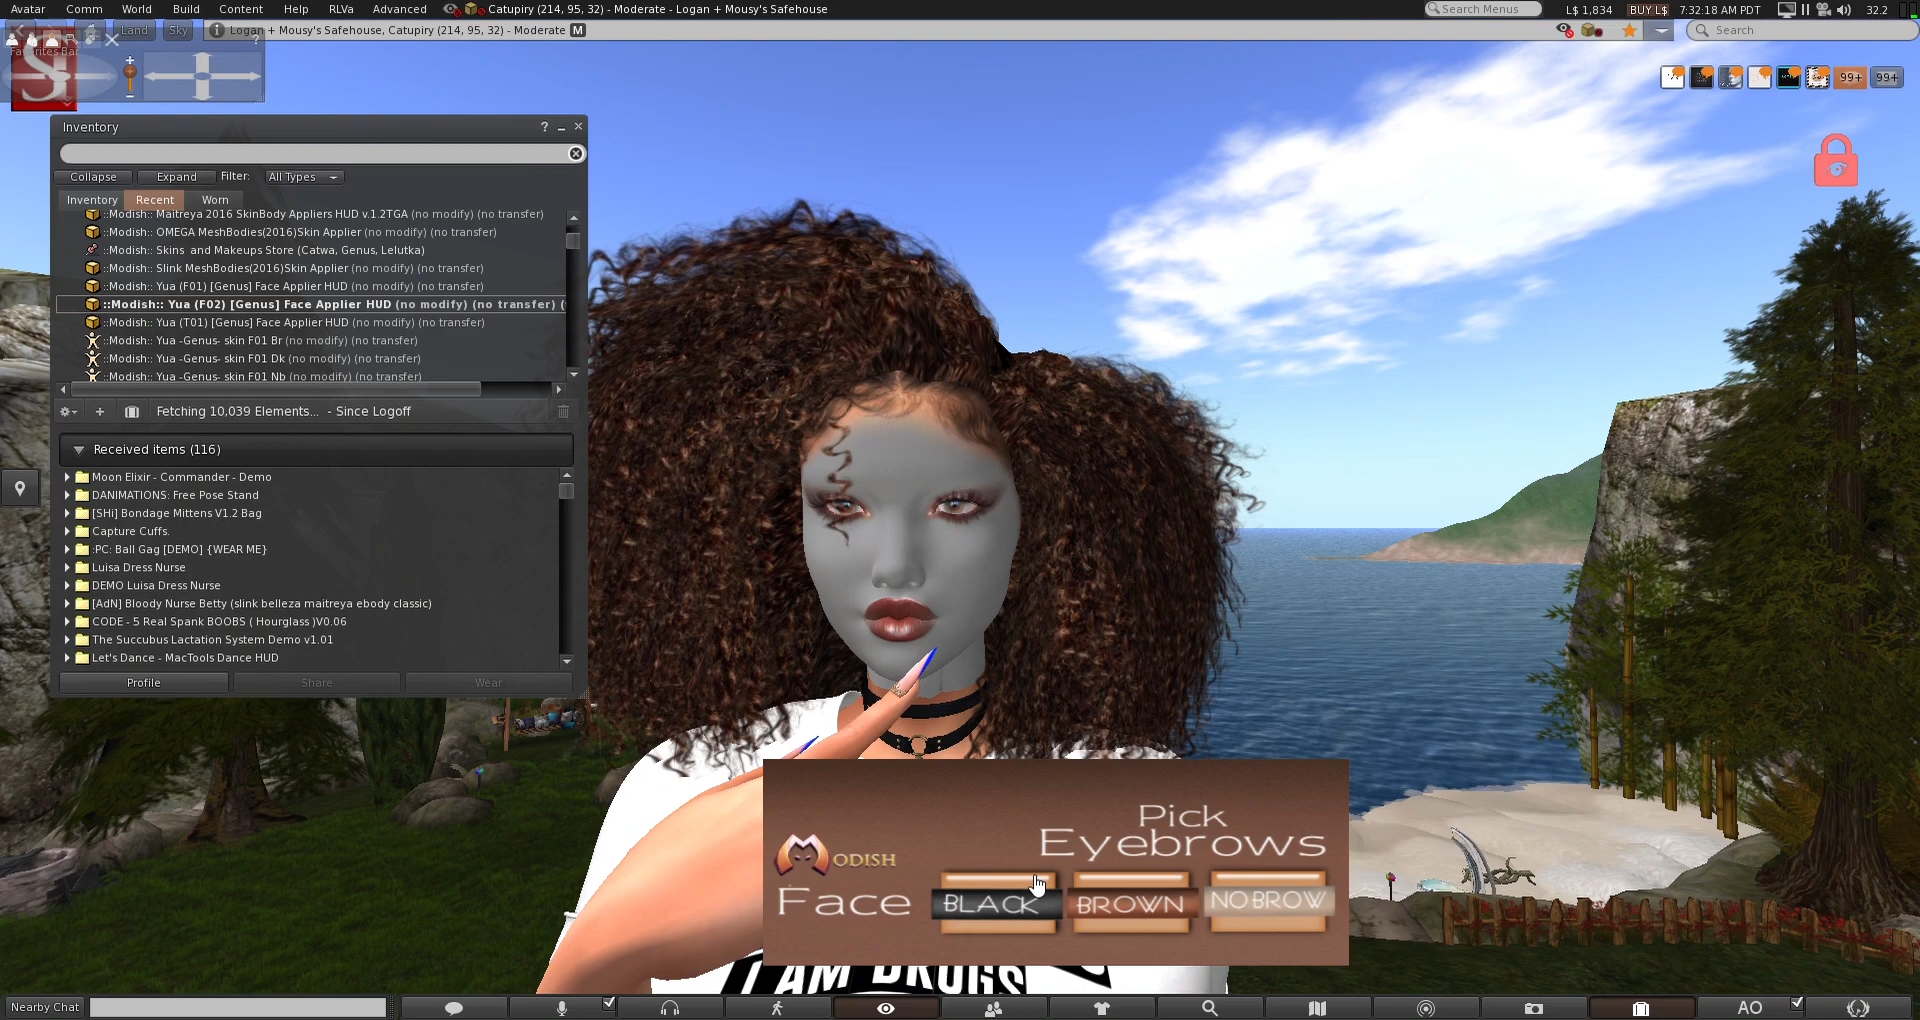 Avatar Comm World Build Content Help RLVa Advanced Catupiry (214, 95, 32) - Moderate - Logan + Mousy's Safehouse Search Menus L$ 1,834 BUY L$ 7:32:18 AM PDT 32.2
Land Sky Logan + Mousy's Safehouse, Catupiry (214, 95, 32) - Moderate M Search
Favorites Bar
99+ 99+
Inventory
Collapse Expand Filter: All Types
Inventory Recent Worn
::Modish:: Maitreya 2016 SkinBody Appliers HUD v.1.2TGA (no modify) (no transfer)
::Modish:: OMEGA MeshBodies(2016)Skin Applier (no modify) (no transfer)
::Modish:: Skins and Makeups Store (Catwa, Genus, Lelutka)
::Modish:: Slink MeshBodies(2016)Skin Applier (no modify) (no transfer)
::Modish:: Yua (F01) [Genus] Face Applier HUD (no modify) (no transfer)
::Modish:: Yua (F02) [Genus] Face Applier HUD (no modify) (no transfer) (
::Modish:: Yua (T01) [Genus] Face Applier HUD (no modify) (no transfer)
::Modish:: Yua -Genus- skin F01 Br (no modify) (no transfer)
::Modish:: Yua -Genus- skin F01 Dk (no modify) (no transfer)
::Modish:: Yua -Genus- skin F01 Nb (no modify) (no transfer)
Fetching 10,039 Elements... - Since Logoff
Received items (116)
Moon Elixir - Commander - Demo
DANIMATIONS: Free Pose Stand
[SHi] Bondage Mittens V1.2 Bag
Capture Cuffs.
:PC: Ball Gag [DEMO] {WEAR ME}
Luisa Dress Nurse
DEMO Luisa Dress Nurse
[AdN] Bloody Nurse Betty (slink belleza maitreya ebody classic)
CODE - 5 Real Spank BOOBS ( Hourglass )V0.06
The Succubus Lactation System Demo v1.01
Let's Dance - MacTools Dance HUD
Profile Share Wear
Pick
Eyebrows
MODISH
Face BLACK BROWN NO BROW
I AM DRUGS
Nearby Chat AO